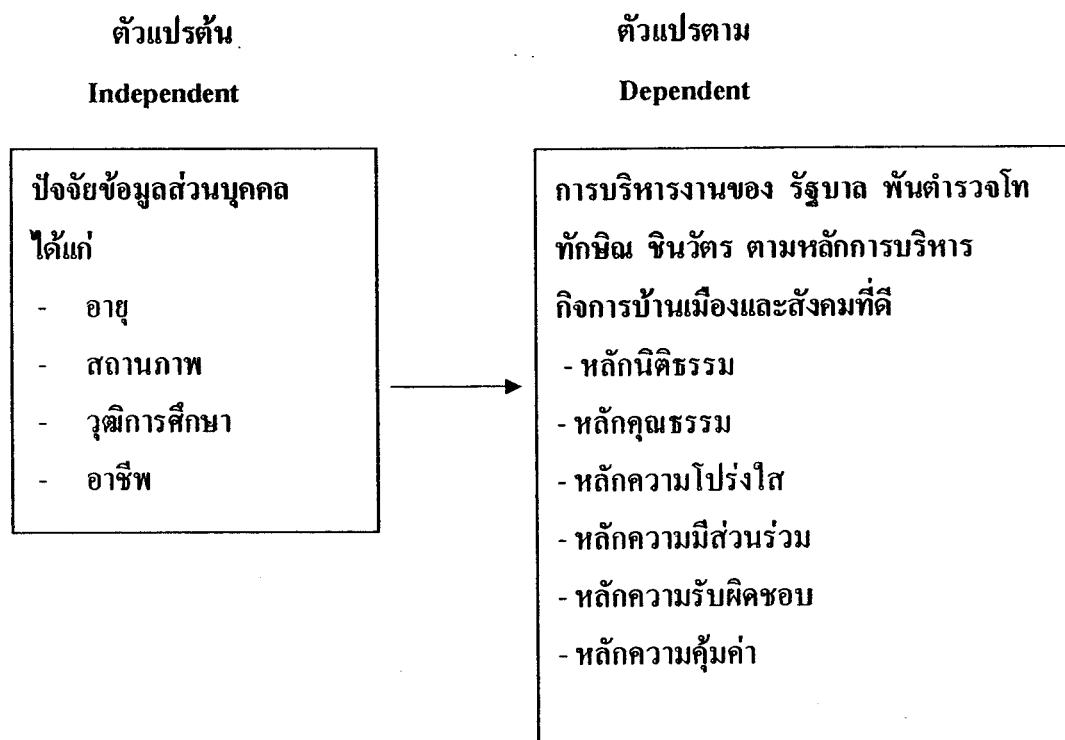 ตัวแปรต้น
Independent
ปัจจัยข้อมูลส่วนบุคคล
ได้แก่
- อายุ
- สถานภาพ
- วุฒิการศึกษา
- อาชีพ
ตัวแปรตาม
Dependent
การบริหารงานของ รัฐบาล พันตำรวจโท
ทักษิณ ชินวัตร ตามหลักการบริหาร
กิจการบ้านเมืองและสังคมที่ดี
- หลักนิติธรรม
- หลักคุณธรรม
- หลักความโปร่งใส
- หลักความมีส่วนร่วม
- หลักความรับผิดชอบ
- หลักความคุ้มค่า